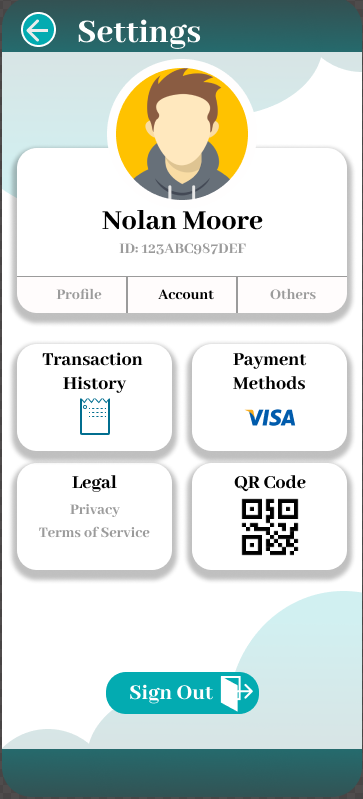 Settings
Nolan Moore
ID: 123ABC987DEF
Profile Account Others
Transaction
History
Payment
Methods
VISA
Legal
Privacy
Terms of Service
QR Code
Sign Out